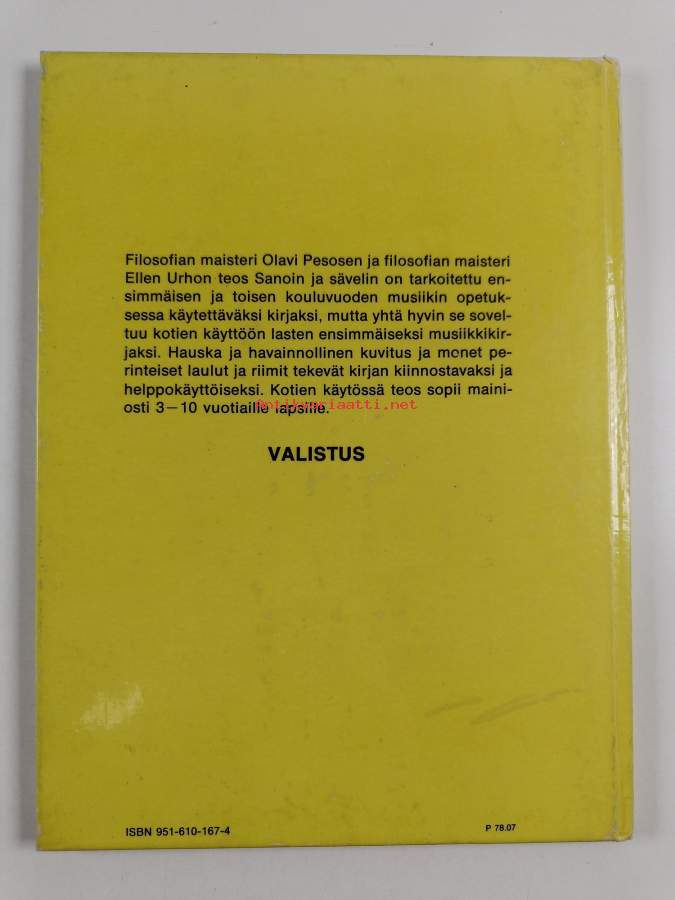 Filosofian maisteri Olavi Pesosen ja filosofian maisteri
Ellen Urhon teos Sanoin ja sävelin on tarkoitettu en-
simmäisen ja toisen kouluvuoden musiikin opetuk-
sessa käytettäväksi kirjaksi, mutta yhtä hyvin se sovel-
tuu kotien käyttöön lasten ensimmäiseksi musiikkikir-
jaksi. Hauska ja havainnollinen kuvitus ja monet pe-
rinteiset laulut ja riimit tekevät kirjan kiinnostavaksi ja
helppokäyttöiseksi. Kotien käytössä teos sopii maini-
osti 3—10 vuotiaille lapsille.
Antikvariaatti.net
VALISTUS
ISBN 951-610-167-4
P 78.07